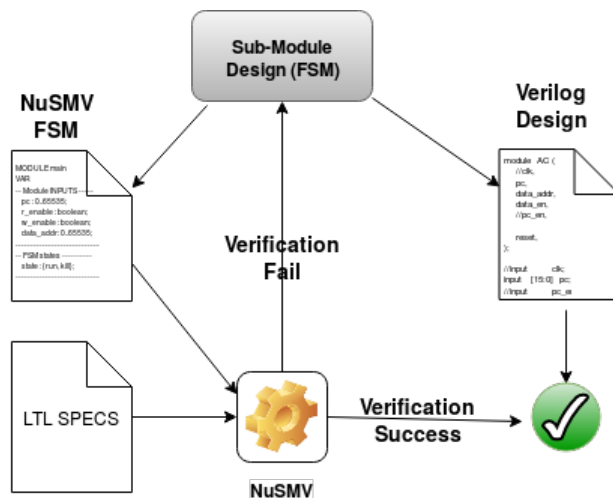 Sub-Module
Design (FSM)
NuSMV
FSM
Verilog
Design
MODULE main
VAR
-- Module INPUTS -----
pc : 0..65535;
r_enable : boolean;
w_enable : boolean;
data_addr: 0..65535;
-- FSM states ------------
state : {run, kill};
module AC (
//clk,
pc,
data_addr,
data_en,
//pc_en,
reset,
);
//input clk;
input [15:0] pc;
//input pc_er
Verification
Fail
LTL SPECS
Verification
Success
NuSMV